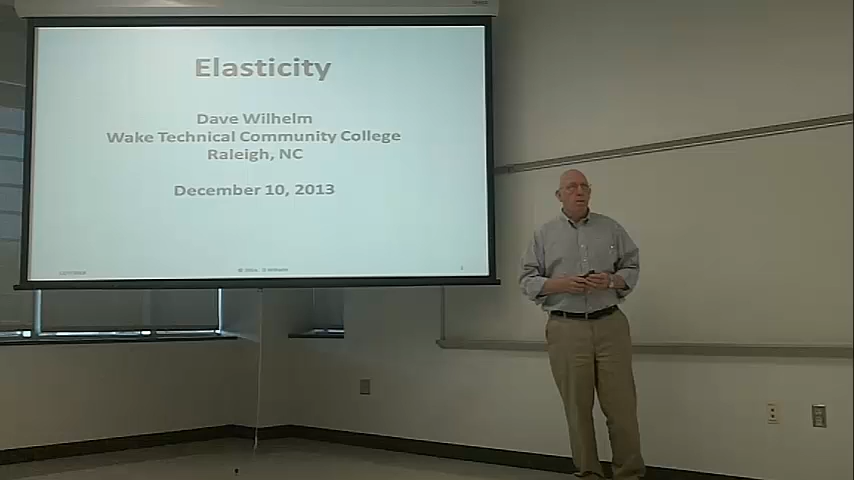 Elasticity
Dave Wilhelm
Wake Technical Community College
Raleigh, NC
December 10, 2013